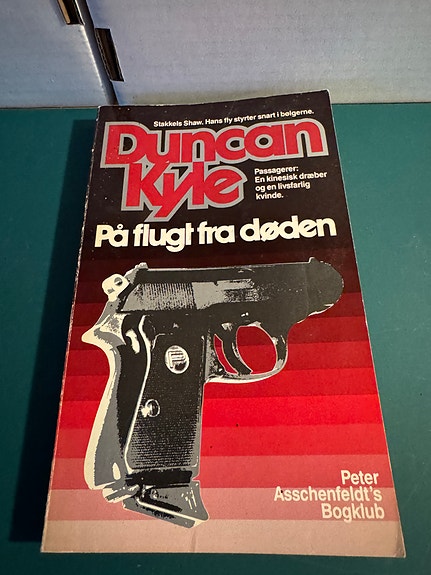 Stakkels Shaw. Hans fly styrter snart i bølgerne.
Duncan
Kyle
Passagerer:
En kinesisk dræber
og en livsfarlig
kvinde.
På flugt fra døden
Peter
Asschenfeldt's
Bogklub